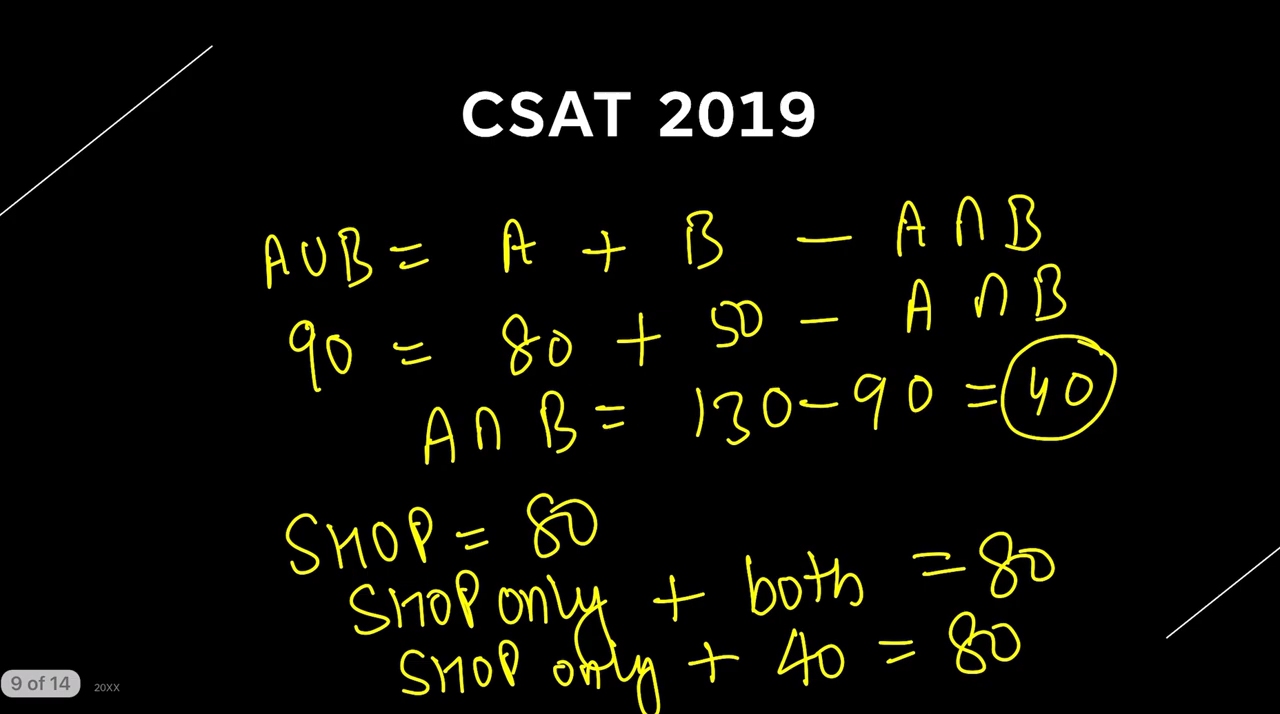 CSAT 2019
A∪B = A + B − A∩B
90 = 80 + 50 − A∩B
A∩B = 130 − 90 = 40
SHOP = 80
SHOP only + both = 80
SHOP only + 40 = 80
9 of 14
20XX